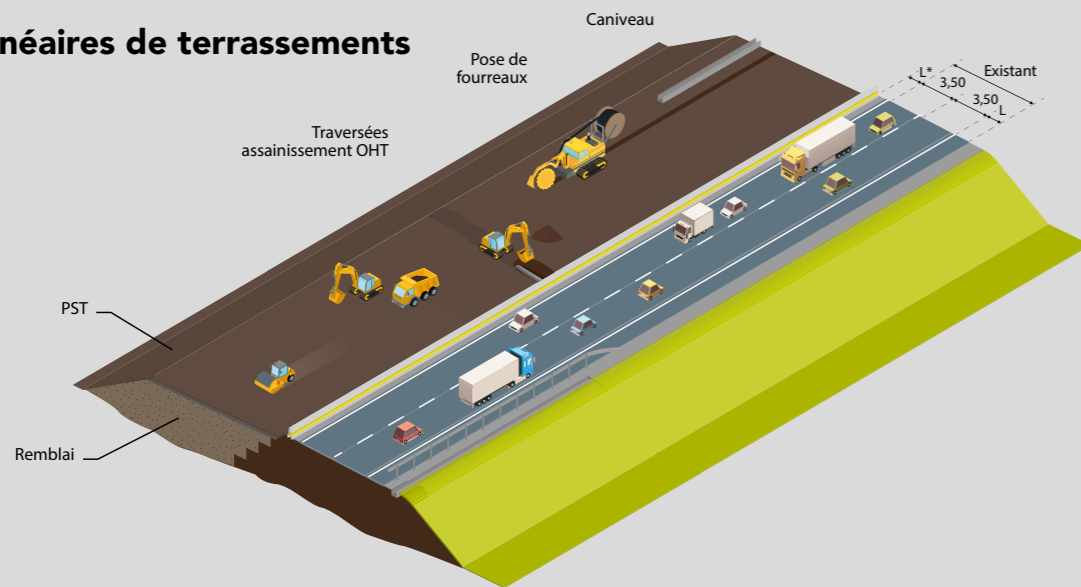 néaires de terrassements
Caniveau
Pose de
fourreaux
Traversées
assainissement OHT
L*
3,50
3,50
L
Existant
PST
Remblai